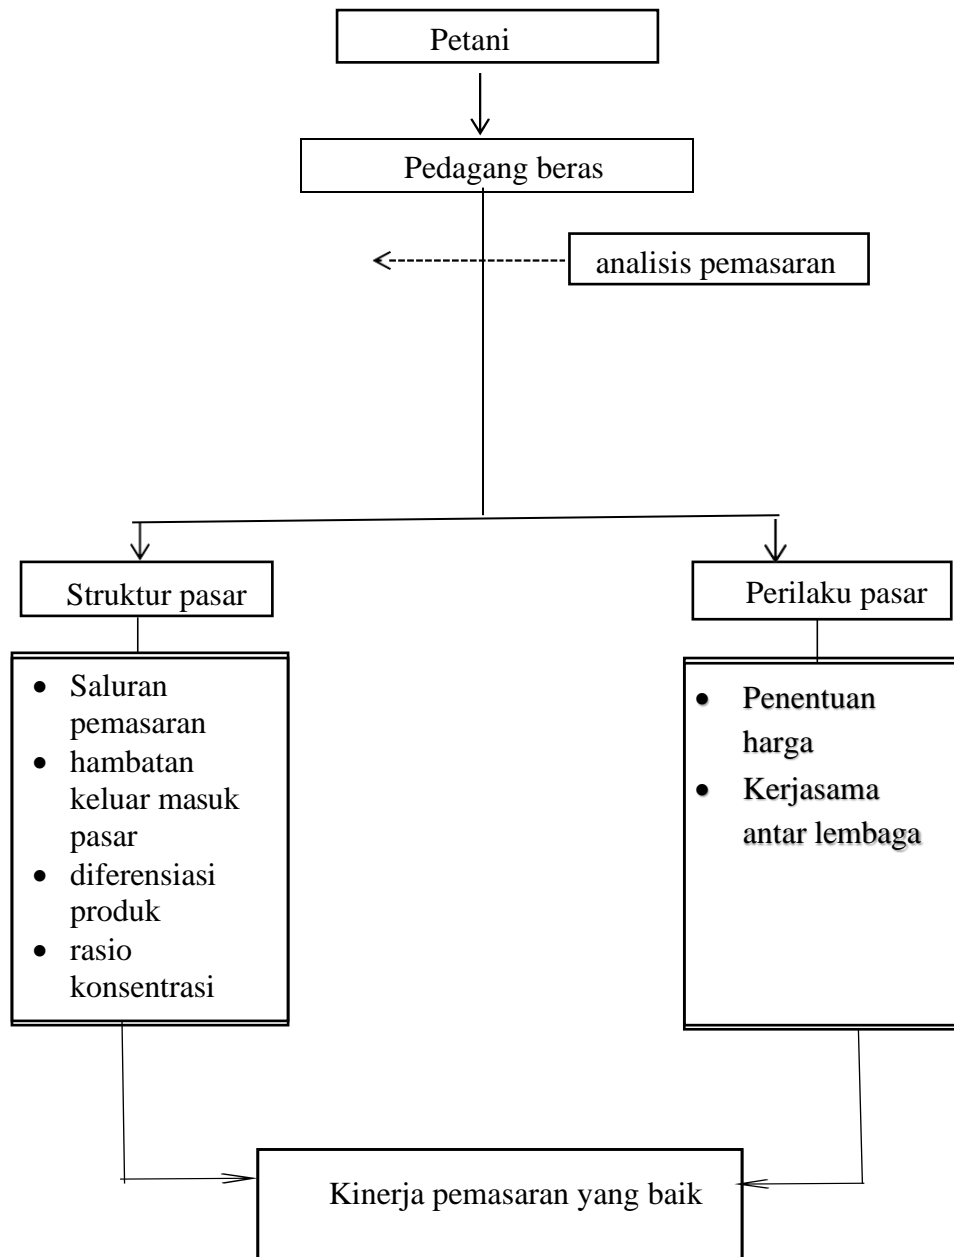 Petani
Pedagang beras
analisis pemasaran
Struktur pasar
• Saluran
pemasaran
• hambatan
keluar masuk
pasar
• diferensiasi
produk
• rasio
konsentrasi
Perilaku pasar
• Penentuan
harga
• Kerjasama
antar lembaga
Kinerja pemasaran yang baik